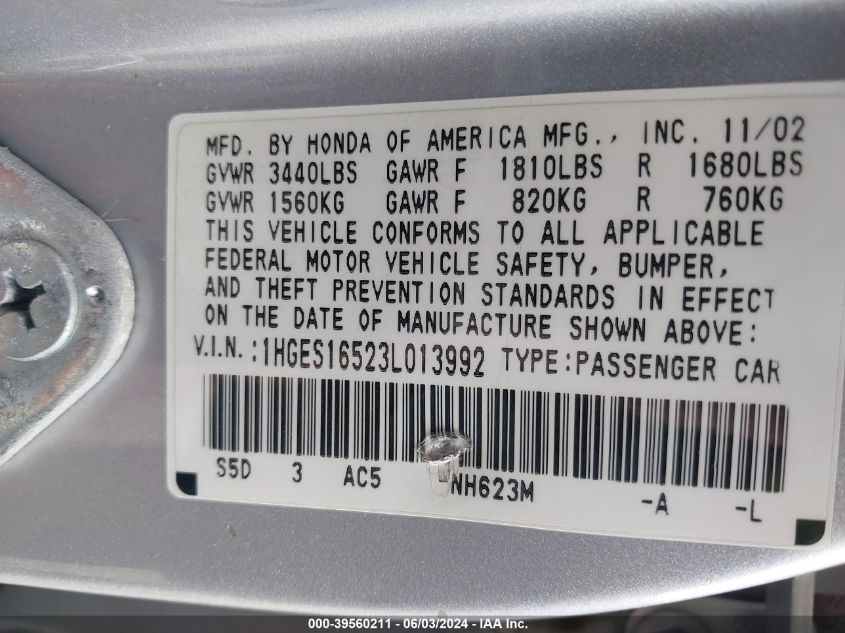 MFD. BY HONDA OF AMERICA MFG., INC. 11/02
GVWR 3440LBS GAWR F 1810LBS R 1680LBS
GVWR 1560KG GAWR F 820KG R 760KG
THIS VEHICLE CONFORMS TO ALL APPLICABLE
FEDERAL MOTOR VEHICLE SAFETY, BUMPER,
AND THEFT PREVENTION STANDARDS IN EFFECT
ON THE DATE OF MANUFACTURE SHOWN ABOVE:
V.I.N.:1HGES16523L013992 TYPE:PASSENGER CAR
S5D 3 AC5 NH623M -A -L
000-39560211 - 06/03/2024 - IAA Inc.